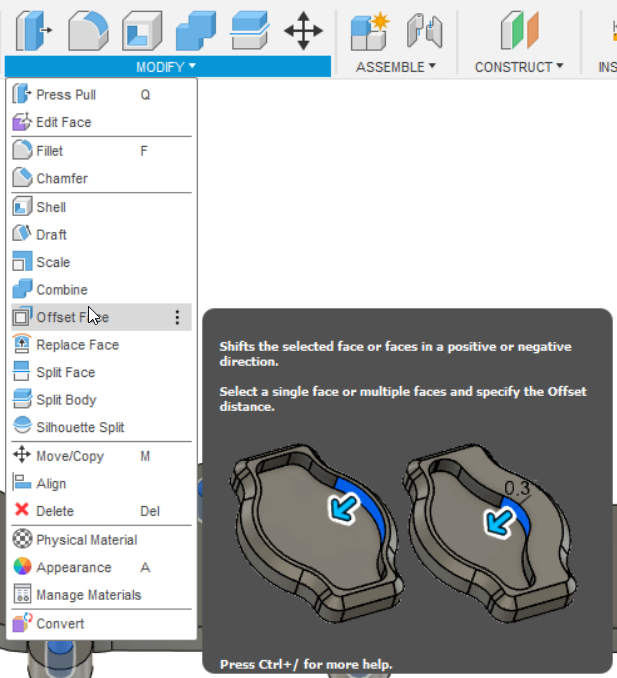 MODIFY
ASSEMBLE
CONSTRUCT
INS
Press Pull Q
Edit Face
Fillet F
Chamfer
Shell
Draft
Scale
Combine
Offset Face
Replace Face
Split Face
Split Body
Silhouette Split
Move/Copy M
Align
Delete Del
Physical Material
Appearance A
Manage Materials
Convert
Shifts the selected face or faces in a positive or negative
direction.
Select a single face or multiple faces and specify the Offset
distance.
0.3
Press Ctrl+/ for more help.